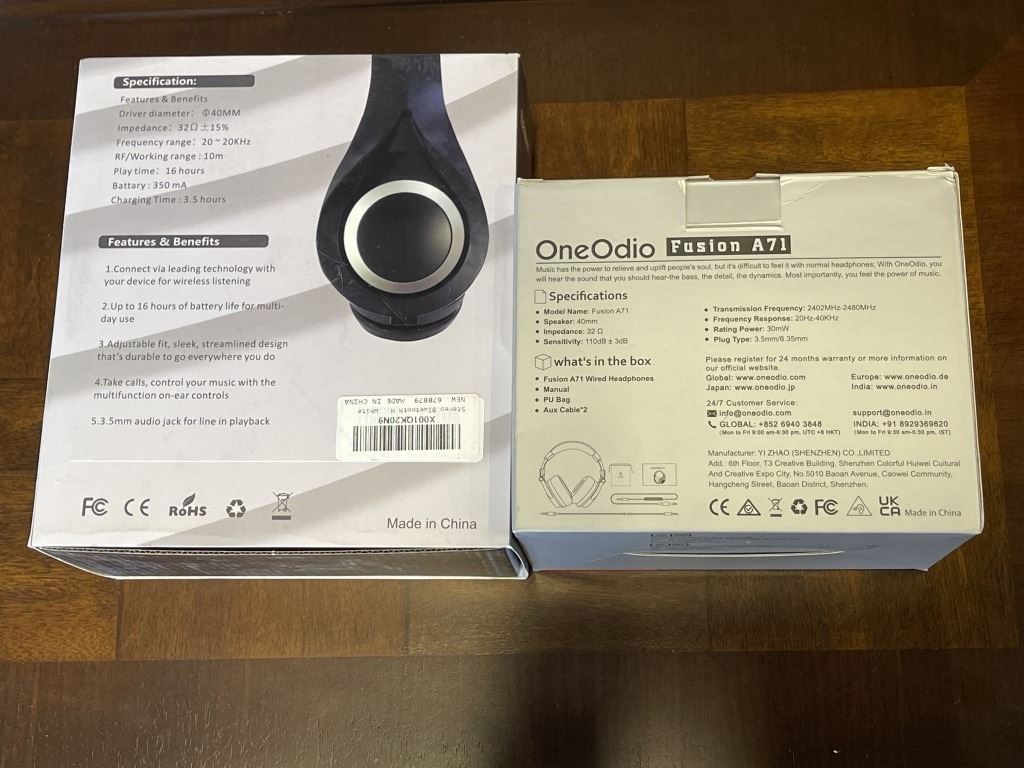 Specification:
Features & Benefits
Driver diameter: Φ40MM
Impedance: 32Ω±15%
Frequency range: 20~20KHz
RF/Working range : 10m
Play time: 16 hours
Battary : 350 mA
Charging Time : 3.5 hours
Features & Benefits
1.Connect via leading technology with
your device for wireless listening
2.Up to 16 hours of battery life for multi-
day use
3.Adjustable fit, sleek, streamlined design
that's durable to go everywhere you do
4.Take calls, control your music with the
multifunction on-ear controls
5.3.5mm audio jack for line in playback
X001QK20N9
Stereo Bluetooth H... White
NEW 678879 MADE IN CHINA
FC CE RoHS
Made in China
OneOdio Fusion A71
Music has the power to relieve and uplift people's soul, but it's difficult to feel it with normal headphones; With OneOdio, you
will hear the sound that you should hear-the bass, the detail, the dynamics. Most importantly, you feel the power of music.
Specifications
Model Name: Fusion A71
Speaker: 40mm
Impedance: 32 Ω
Sensitivity: 110dB ± 3dB
Transmission Frequency: 2402MHz-2480MHz
Frequency Response: 20Hz-40KHz
Rating Power: 30mW
Plug Type: 3.5mm/6.35mm
what's in the box
Fusion A71 Wired Headphones
Manual
PU Bag
Aux Cable*2
Please register for 24 months warranty or more information on
our official website.
Global: www.oneodio.com Europe: www.oneodio.de
Japan: www.oneodio.jp India: www.oneodio.in
24/7 Customer Service:
info@oneodio.com support@oneodio.in
GLOBAL: +852 6940 3848 INDIA: +91 8929369620
(Mon to Fri 9:00 am-6:30 pm, UTC +8 HKT) (Mon to Fri 9:30 am-5:30 pm, IST)
Manufacturer: YI ZHAO (SHENZHEN) CO.,LIMITED
Add.: 6th Floor, T3 Creative Building, Shenzhen Colorful Huiwei Cultural
And Creative Expo City, No.5010 Baoan Avenue, Caowei Community,
Hangcheng Street, Baoan District, Shenzhen.
CE FC UK CA Made in China